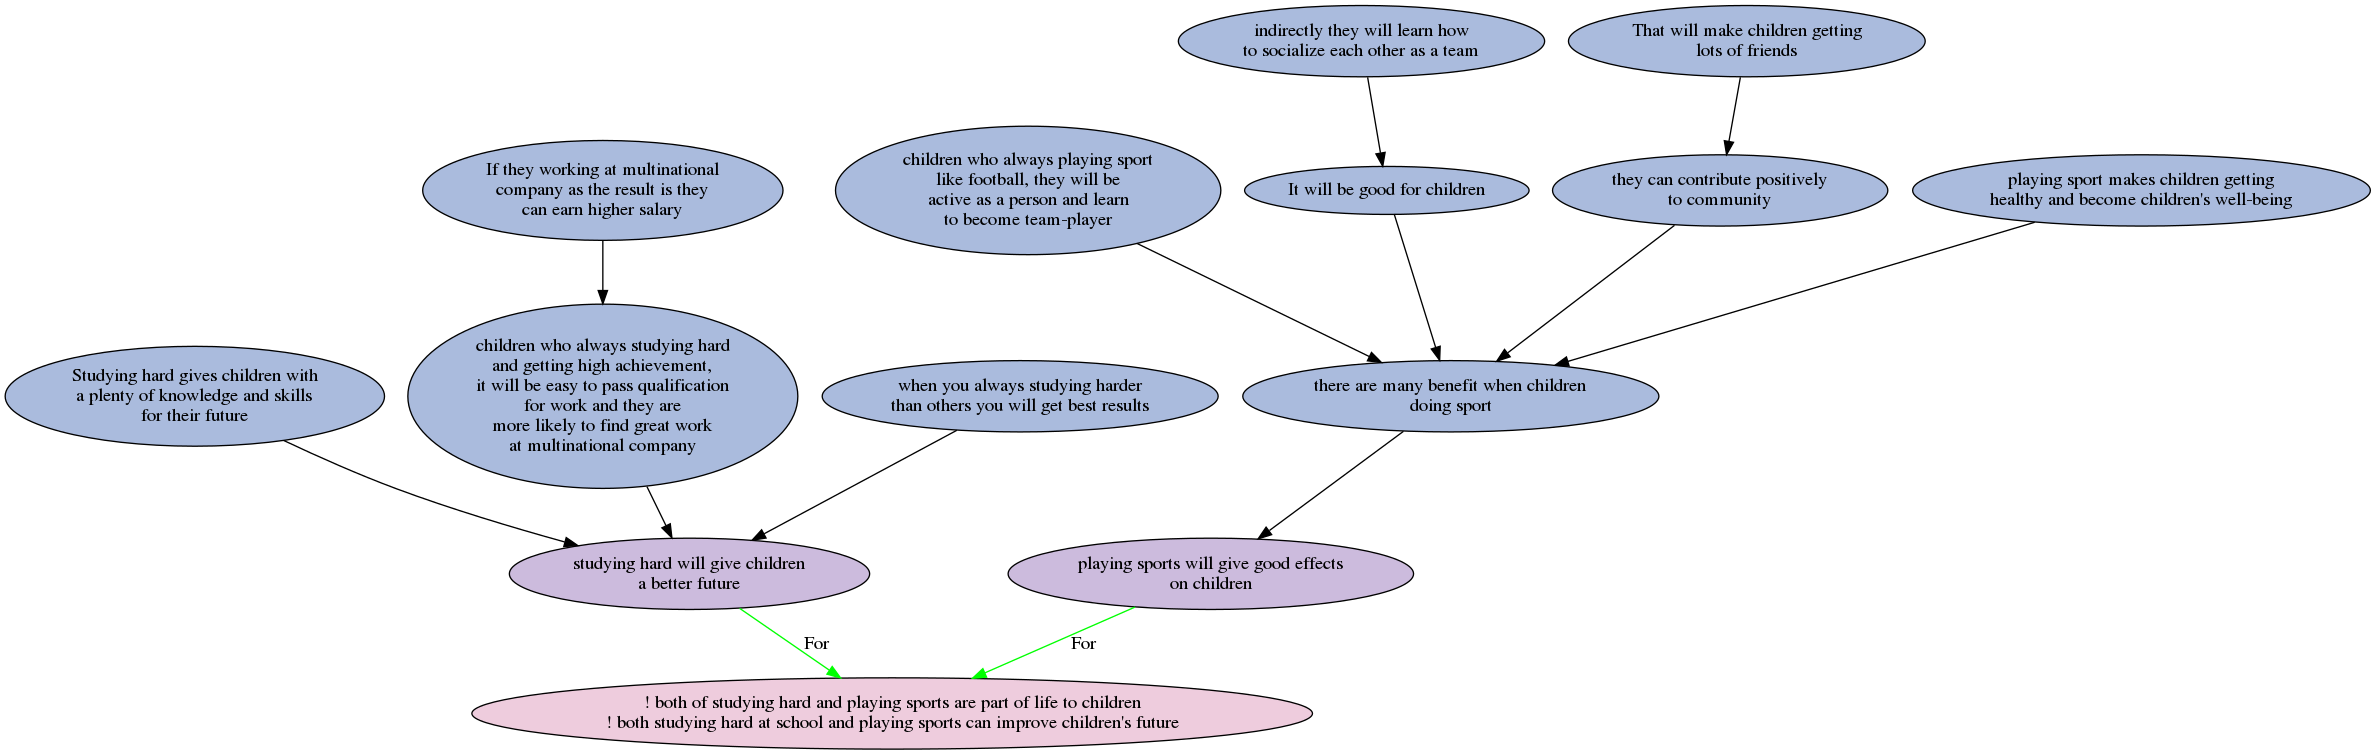 indirectly they will learn how
to socialize each other as a team
That will make children getting
lots of friends
If they working at multinational
company as the result is they
can earn higher salary
children who always playing sport
like football, they will be
active as a person and learn
to become team-player
It will be good for children
they can contribute positively
to community
playing sport makes children getting
healthy and become children's well-being
Studying hard gives children with
a plenty of knowledge and skills
for their future
children who always studying hard
and getting high achievement,
it will be easy to pass qualification
for work and they are
more likely to find great work
at multinational company
when you always studying harder
than others you will get best results
there are many benefit when children
doing sport
studying hard will give children
a better future
playing sports will give good effects
on children
For
For
! both of studying hard and playing sports are part of life to children
! both studying hard at school and playing sports can improve children's future